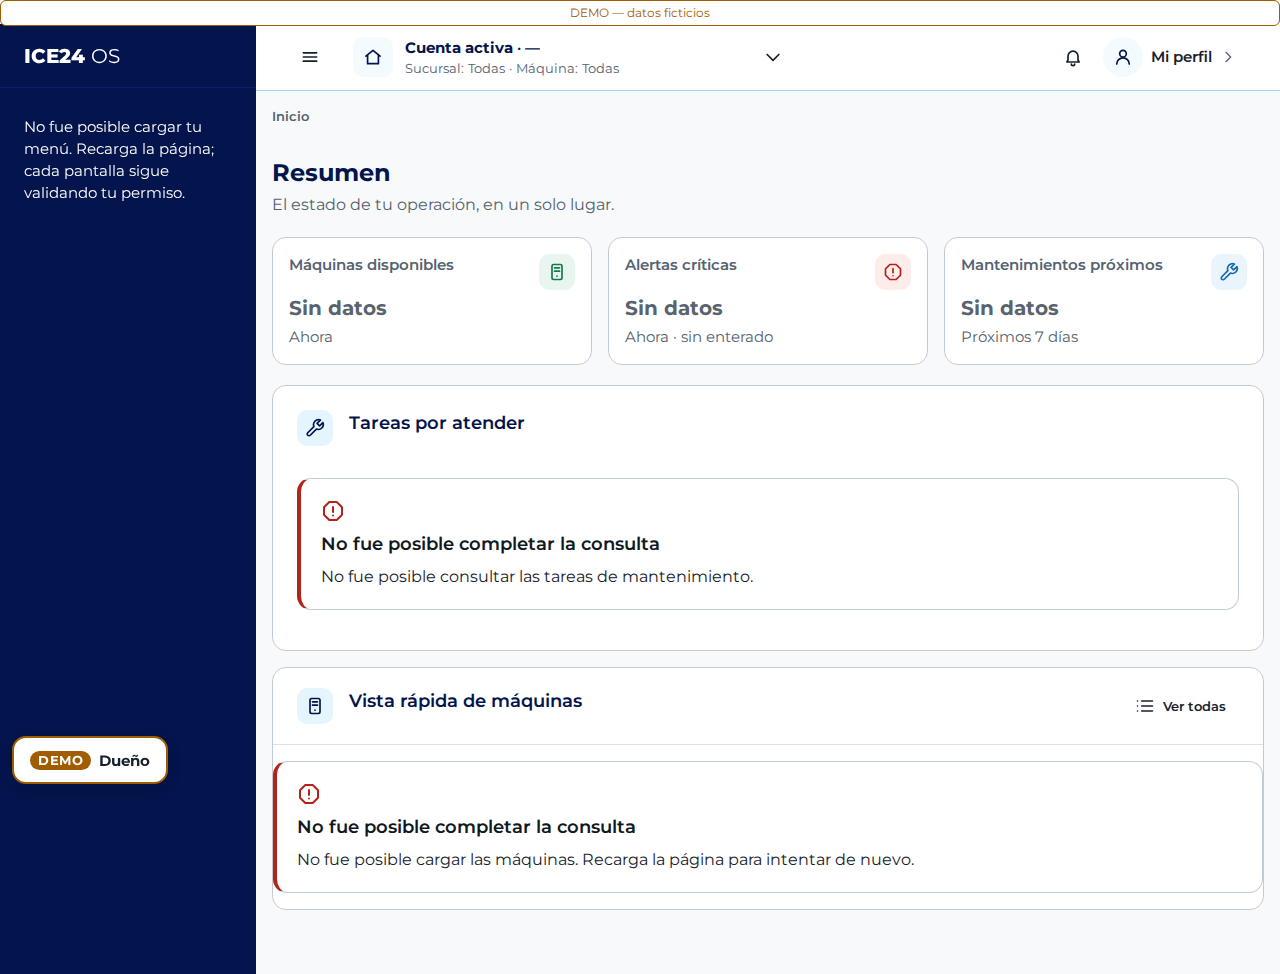 DEMO — datos ficticios
ICE24 OS
Cuenta activa · —
Sucursal: Todas · Máquina: Todas
Mi perfil
No fue posible cargar tu
menú. Recarga la página;
cada pantalla sigue
validando tu permiso.
Inicio
Resumen
El estado de tu operación, en un solo lugar.
Máquinas disponibles
Sin datos
Ahora
Alertas críticas
Sin datos
Ahora · sin enterado
Mantenimientos próximos
Sin datos
Próximos 7 días
Tareas por atender
No fue posible completar la consulta
No fue posible consultar las tareas de mantenimiento.
Vista rápida de máquinas
Ver todas
No fue posible completar la consulta
No fue posible cargar las máquinas. Recarga la página para intentar de nuevo.
DEMO Dueño